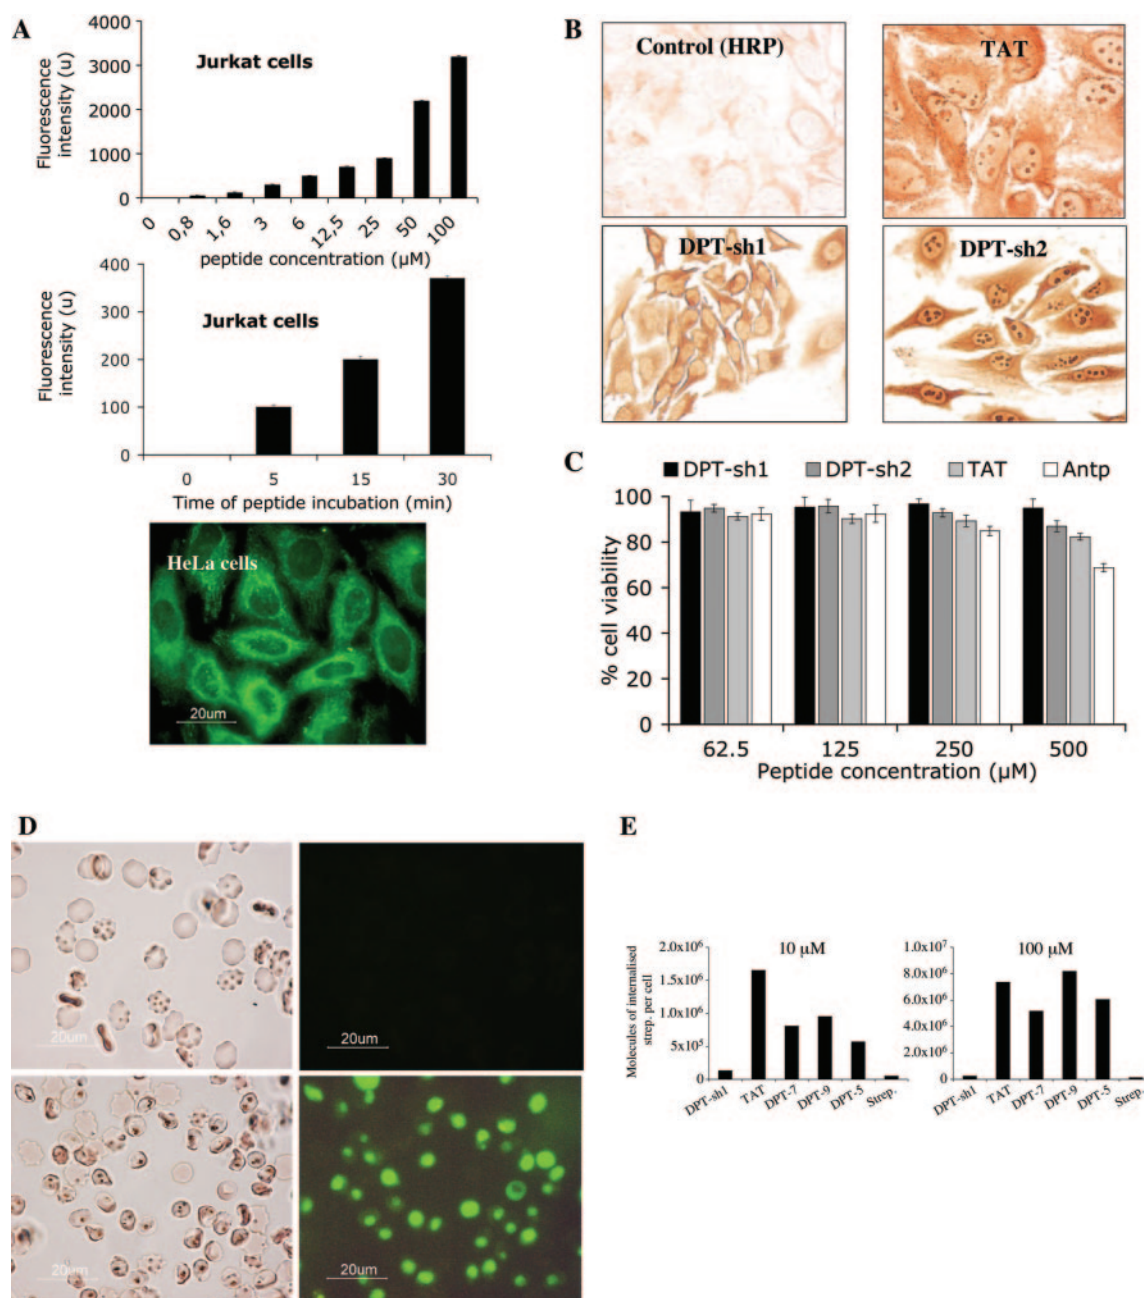 A
4000
3000
2000
1000
0
Fluorescence
intensity (u)
Jurkat cells
0 0,8 1,6 3 6 12,5 25 50 100
peptide concentration (µM)
400
300
200
100
0
Fluorescence
intensity (u)
Jurkat cells
0 5 15 30
Time of peptide incubation (min)
HeLa cells
20um
B
Control (HRP)
TAT
DPT-sh1
DPT-sh2
C
DPT-sh1 DPT-sh2 TAT Antp
100
80
60
40
20
0
% cell viability
62.5 125 250 500
Peptide concentration (µM)
D
20um
20um
20um
20um
E
Molecules of internalised
strep. per cell
2.0x10⁶
1.5x10⁶
1.0x10⁶
5x10⁵
0
10 µM
DPT-sh1 TAT DPT-7 DPT-9 DPT-5 Strep.
1.0x10⁷
8.0x10⁶
6.0x10⁶
4.0x10⁶
2.0x10⁶
0
100 µM
DPT-sh1 TAT DPT-7 DPT-9 DPT-5 Strep.